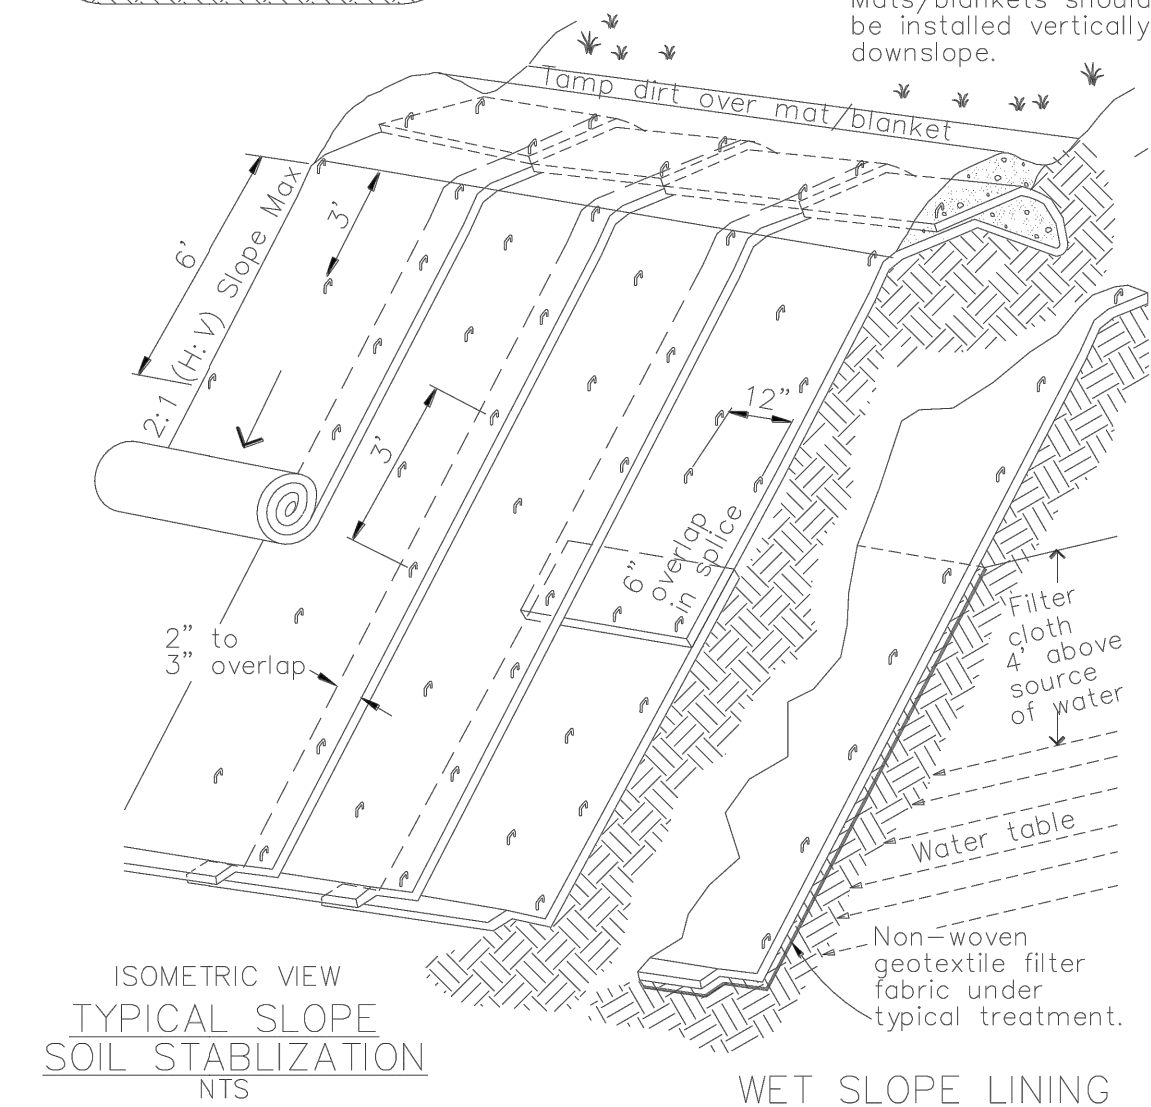 Mats/blankets should
be installed vertically
downslope.
Tamp dirt over mat/blanket
6'
2:1 (H:V) Slope Max
3'
12"
3'
6"
overlap
in splice
2" to
3" overlap
Filter
cloth
4' above
source
of water
Water table
Non-woven
geotextile filter
fabric under
typical treatment.
ISOMETRIC VIEW
TYPICAL SLOPE
SOIL STABLIZATION
NTS
WET SLOPE LINING